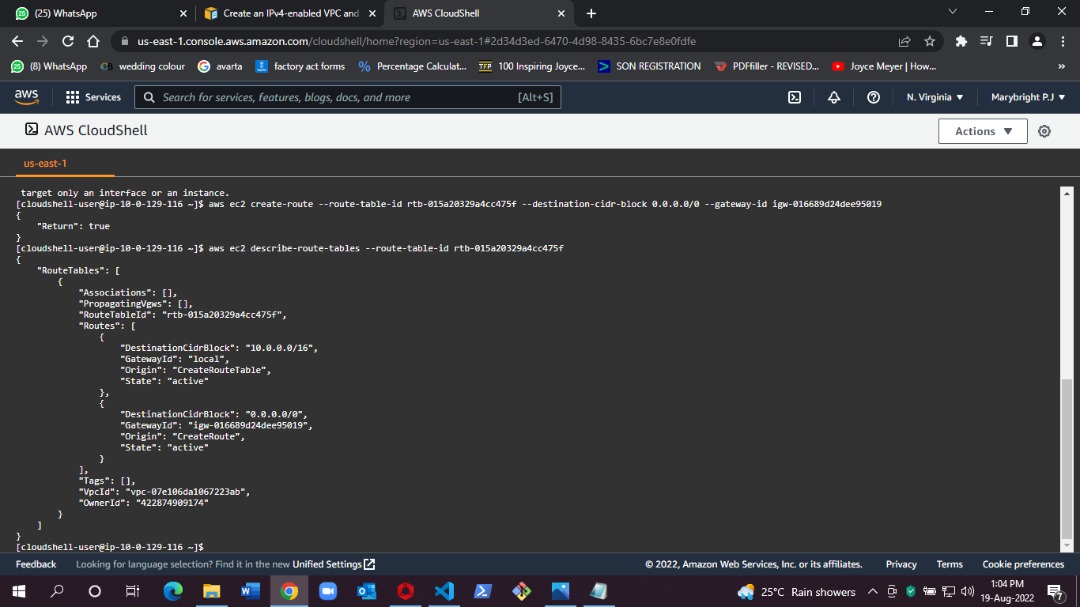 (25) WhatsApp
Create an IPv4-enabled VPC and
AWS CloudShell
us-east-1.console.aws.amazon.com/cloudshell/home?region=us-east-1#2d34d3ed-6470-4d98-8435-6bc7e8e0fdfe
(8) WhatsApp
wedding colour
avarta
factory act forms
Percentage Calculat...
100 Inspiring Joyce...
SON REGISTRATION
PDFfiller - REVISED...
Joyce Meyer | How...
»
aws
Services
Search for services, features, blogs, docs, and more
[Alt+S]
N. Virginia
Marybright P.J
AWS CloudShell
Actions
us-east-1
target only an interface or an instance.
[cloudshell-user@ip-10-0-129-116 ~]$ aws ec2 create-route --route-table-id rtb-015a20329a4cc475f --destination-cidr-block 0.0.0.0/0 --gateway-id igw-016689d24dee95019
{
"Return": true
}
[cloudshell-user@ip-10-0-129-116 ~]$ aws ec2 describe-route-tables --route-table-id rtb-015a20329a4cc475f
{
"RouteTables": [
{
"Associations": [],
"PropagatingVgws": [],
"RouteTableId": "rtb-015a20329a4cc475f",
"Routes": [
{
"DestinationCidrBlock": "10.0.0.0/16",
"GatewayId": "local",
"Origin": "CreateRouteTable",
"State": "active"
},
{
"DestinationCidrBlock": "0.0.0.0/0",
"GatewayId": "igw-016689d24dee95019",
"Origin": "CreateRoute",
"State": "active"
}
],
"Tags": [],
"VpcId": "vpc-07e106da1067223ab",
"OwnerId": "422874909174"
}
]
}
[cloudshell-user@ip-10-0-129-116 ~]$
Feedback
Looking for language selection? Find it in the new Unified Settings
© 2022, Amazon Web Services, Inc. or its affiliates.
Privacy
Terms
Cookie preferences
25°C Rain showers
1:04 PM
19-Aug-2022
7